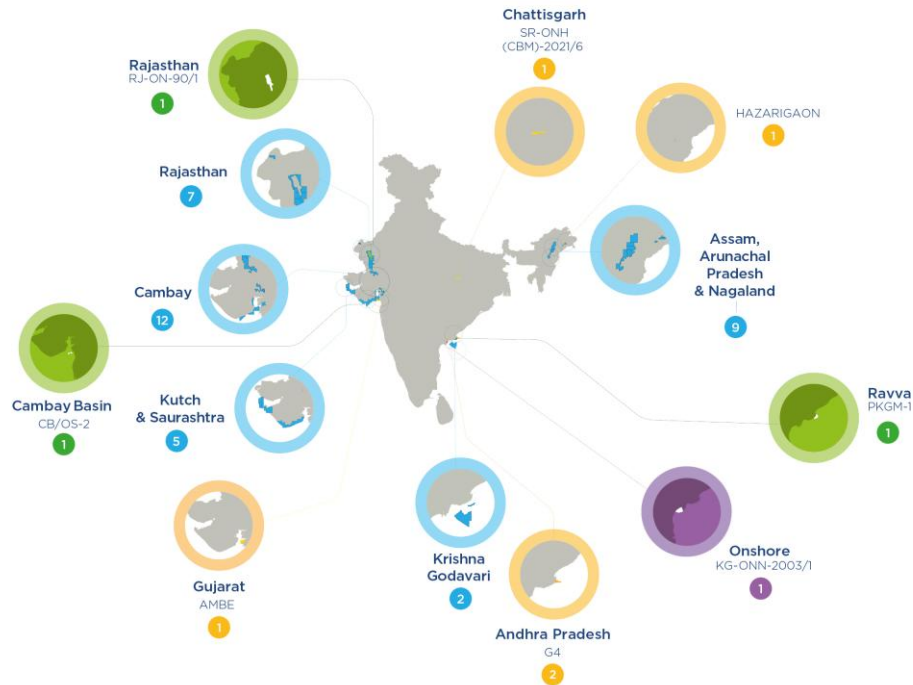 Chattisgarh
SR-ONH
(CBM)-2021/6
1
Rajasthan
RJ-ON-90/1
1
HAZARIGAON
1
Rajasthan
7
Assam,
Arunachal
Pradesh
& Nagaland
9
Cambay
12
Cambay Basin
CB/OS-2
1
Kutch
& Saurashtra
5
Ravva
PKGM-1
1
Gujarat
AMBE
1
Krishna
Godavari
2
Andhra Pradesh
G4
2
Onshore
KG-ONN-2003/1
1